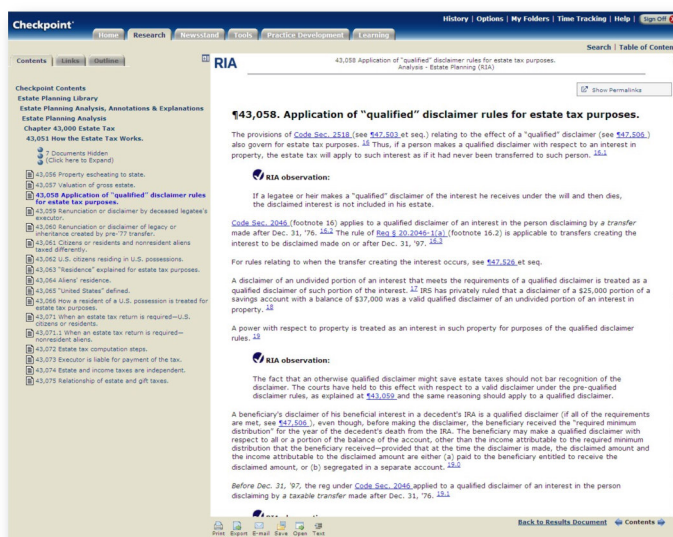 Checkpoint®
History | Options | My Folders | Time Tracking | Help | Sign Off
Home Research Newsstand Tools Practice Development Learning
Search | Table of Conten
Contents Links Outline
RIA
43,058 Application of "qualified" disclaimer rules for estate tax purposes.
Analysis - Estate Planning (RIA)
Show Permalinks
Checkpoint Contents
Estate Planning Library
Estate Planning Analysis, Annotations & Explanations
Estate Planning Analysis
Chapter 43,000 Estate Tax
43,051 How the Estate Tax Works.
7 Documents Hidden
(Click here to Expand)
43,056 Property escheating to state.
43,057 Valuation of gross estate.
43,058 Application of "qualified" disclaimer rules
for estate tax purposes.
43,059 Renunciation or disclaimer by deceased legatee's
executor.
43,060 Renunciation or disclaimer of legacy or
inheritance created by pre-'77 transfer.
43,061 Citizens or residents and nonresident aliens
taxed differently.
43,062 U.S. citizens residing in U.S. possessions.
43,063 "Residence" explained for estate tax purposes.
43,064 Aliens' residence.
43,065 "United States" defined.
43,066 How a resident of a U.S. possession is treated for
estate tax purposes.
43,071 When an estate tax return is required—U.S.
citizens or residents.
43,071.1 When an estate tax return is required—
nonresident aliens.
43,072 Estate tax computation steps.
43,073 Executor is liable for payment of the tax.
43,074 Estate and income taxes are independent.
43,075 Relationship of estate and gift taxes.
¶43,058. Application of "qualified" disclaimer rules for estate tax purposes.
The provisions of Code Sec. 2518 (see ¶47,503 et seq.) relating to the effect of a "qualified" disclaimer (see ¶47,506 )
also govern for estate tax purposes. 16 Thus, if a person makes a qualified disclaimer with respect to an interest in
property, the estate tax will apply to such interest as if it had never been transferred to such person. 16.1
RIA observation:
If a legatee or heir makes a "qualified" disclaimer of the interest he receives under the will and then dies,
the disclaimed interest is not included in his estate.
Code Sec. 2046 (footnote 16) applies to a qualified disclaimer of an interest in the person disclaiming by a transfer
made after Dec. 31, '76. 16.2 The rule of Reg § 20.2046-1(a) (footnote 16.2) is applicable to transfers creating the
interest to be disclaimed made on or after Dec. 31, '97. 16.3
For rules relating to when the transfer creating the interest occurs, see ¶47,526 et seq.
A disclaimer of an undivided portion of an interest that meets the requirements of a qualified disclaimer is treated as a
qualified disclaimer of such portion of the interest. 17 IRS has privately ruled that a disclaimer of a $25,000 portion of a
savings account with a balance of $37,000 was a valid qualified disclaimer of an undivided portion of an interest in
property. 18
A power with respect to property is treated as an interest in such property for purposes of the qualified disclaimer
rules. 19
RIA observation:
The fact that an otherwise qualified disclaimer might save estate taxes should not bar recognition of the
disclaimer. The courts have held to this effect with respect to a valid disclaimer under the pre-qualified
disclaimer rules, as explained at ¶43,059 and the same reasoning should apply to a qualified disclaimer.
A beneficiary's disclaimer of his beneficial interest in a decedent's IRA is a qualified disclaimer (if all of the requirements
are met, see ¶47,506 ), even though, before making the disclaimer, the beneficiary received the "required minimum
distribution" for the year of the decedent's death from the IRA. The beneficiary may make a qualified disclaimer with
respect to all or a portion of the balance of the account, other than the income attributable to the required minimum
distribution that the beneficiary received—provided that at the time the disclaimer is made, the disclaimed amount and
the income attributable to the disclaimed amount are either (a) paid to the beneficiary entitled to receive the
disclaimed amount, or (b) segregated in a separate account. 19.0
Before Dec. 31, '97, the reg under Code Sec. 2046 applied to a qualified disclaimer of an interest in the person
disclaiming by a taxable transfer made after Dec. 31, '76. 19.1
Print Export E-mail Save Open Text
Back to Results Document Contents